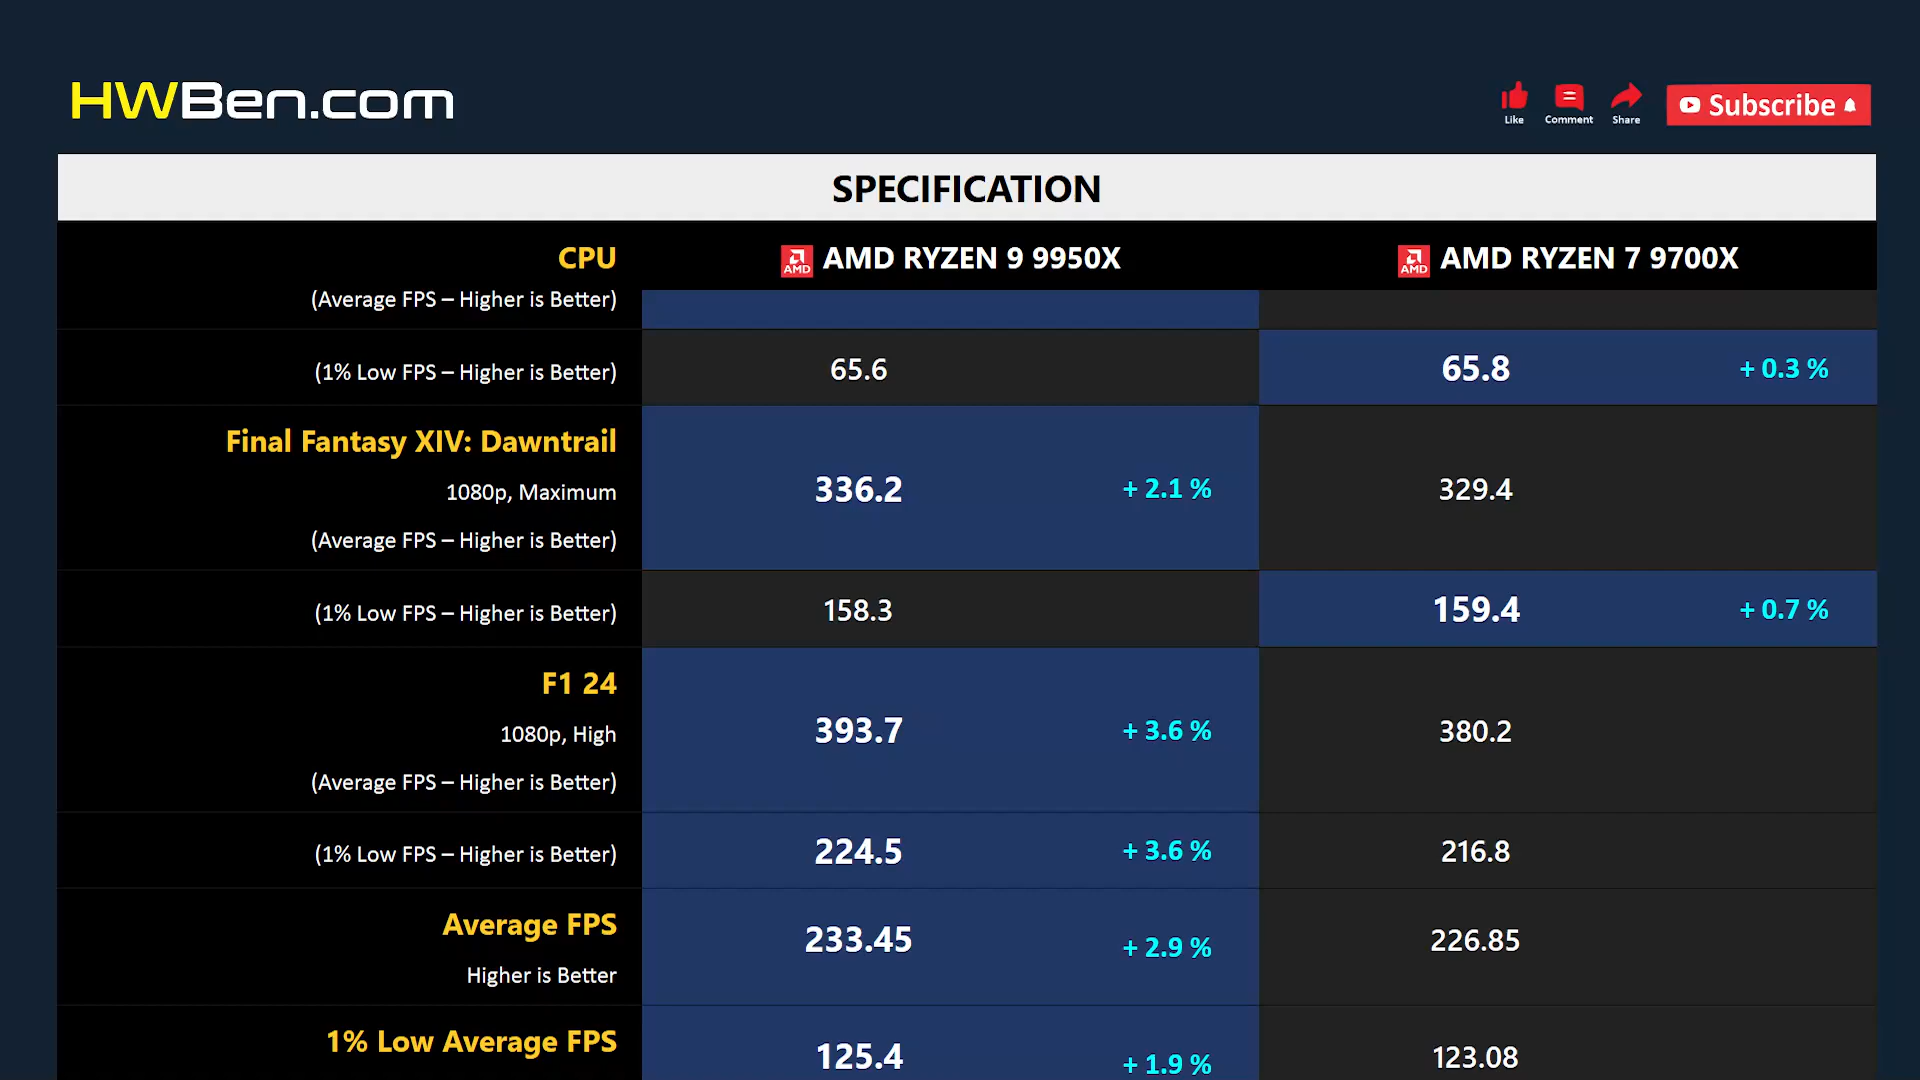 HWBen.com
Like
Comment
Share
Subscribe
SPECIFICATION
CPU
AMD
AMD RYZEN 9 9950X
AMD
AMD RYZEN 7 9700X
(Average FPS – Higher is Better)
(1% Low FPS – Higher is Better)
65.6
65.8
+ 0.3 %
Final Fantasy XIV: Dawntrail
1080p, Maximum
(Average FPS – Higher is Better)
336.2
+ 2.1 %
329.4
(1% Low FPS – Higher is Better)
158.3
159.4
+ 0.7 %
F1 24
1080p, High
(Average FPS – Higher is Better)
393.7
+ 3.6 %
380.2
(1% Low FPS – Higher is Better)
224.5
+ 3.6 %
216.8
Average FPS
Higher is Better
233.45
+ 2.9 %
226.85
1% Low Average FPS
125.4
+ 1.9 %
123.08